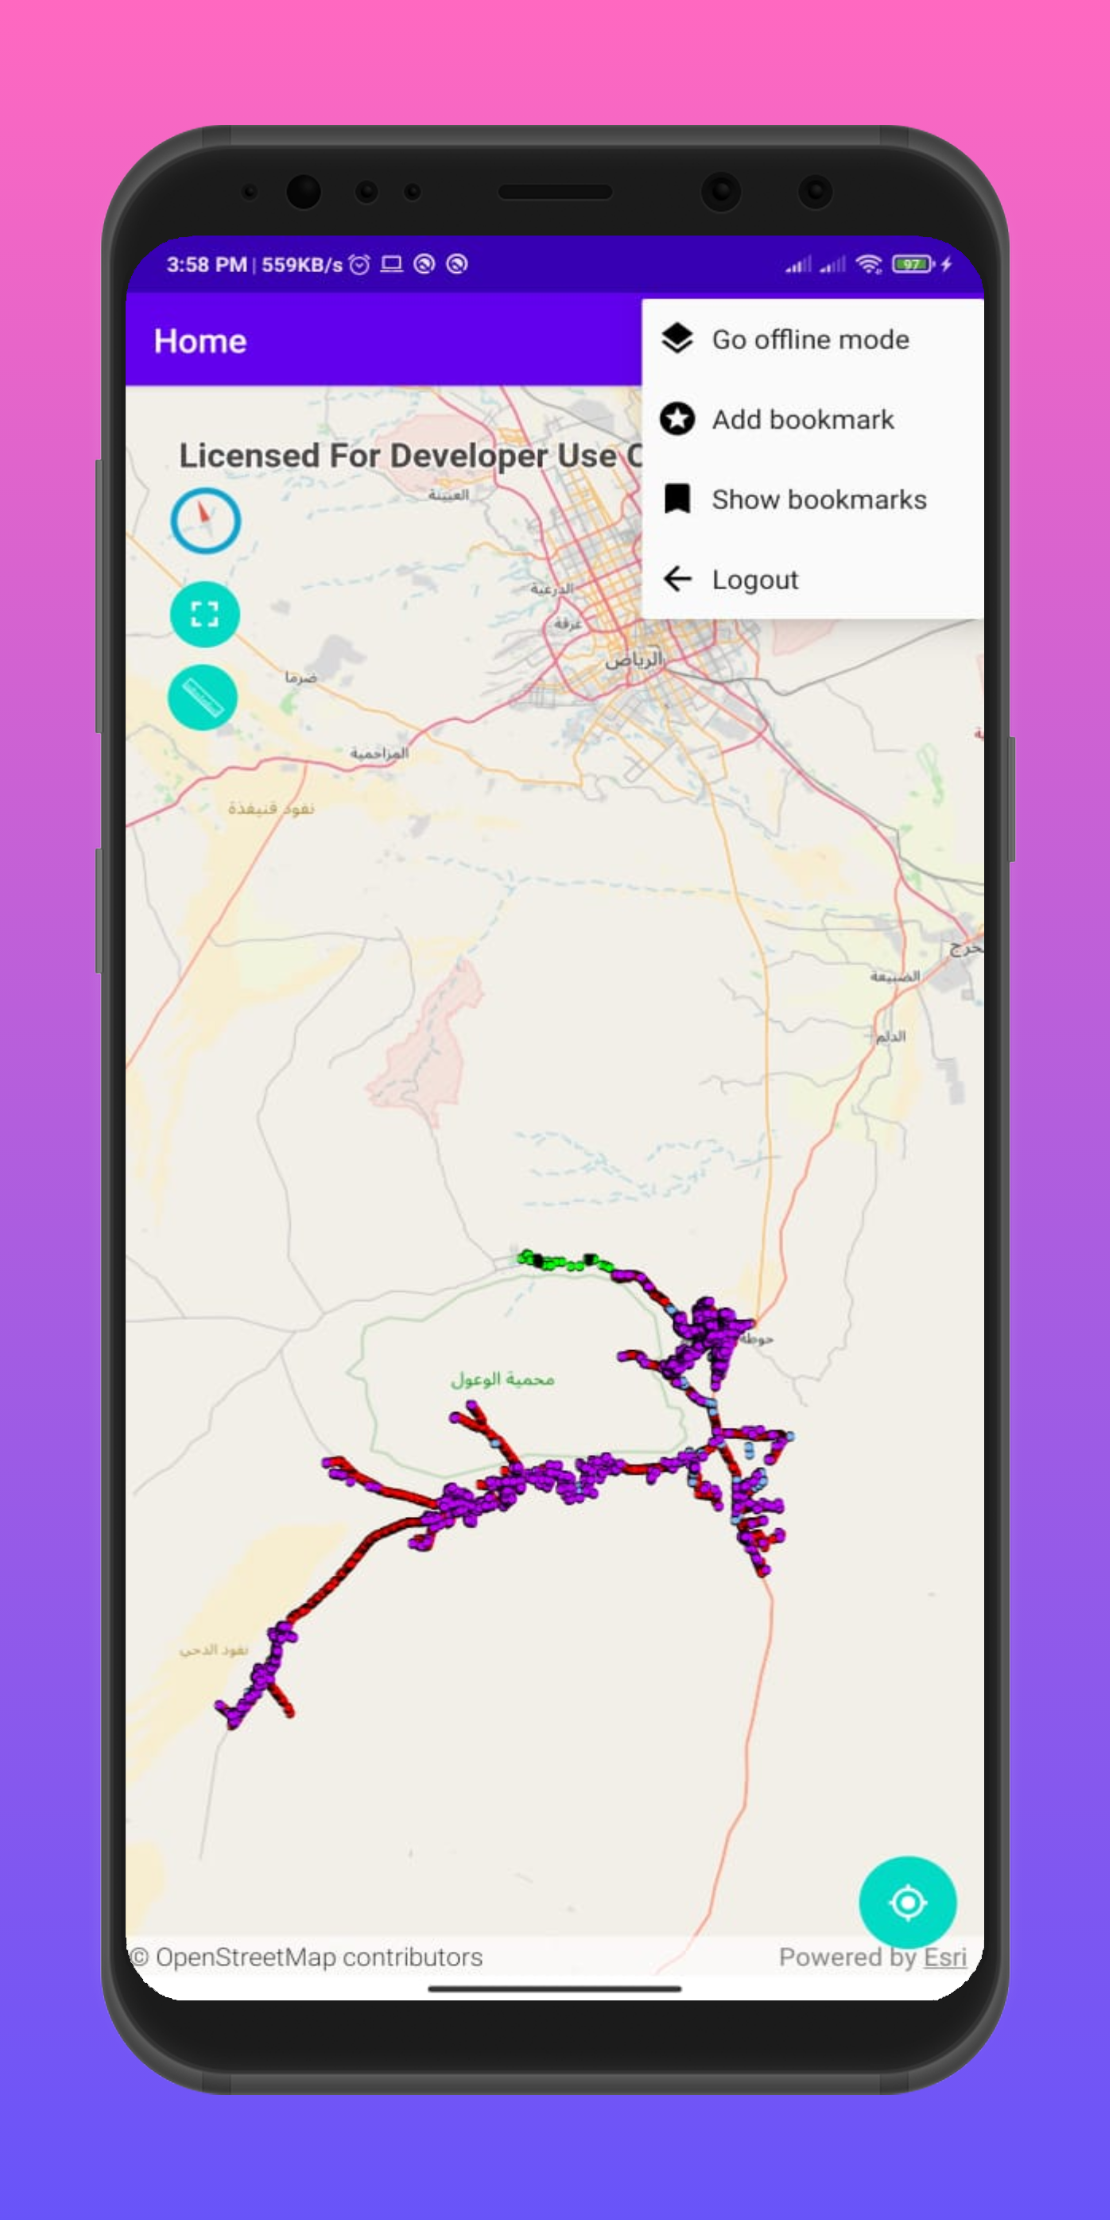 3:58 PM | 559KB/s
97
Home
Go offline mode
Add bookmark
Show bookmarks
Logout
Licensed For Developer Use
العيينة
الدرعية
عرقة
الرياض
ضرما
المزاحمية
نفود قنيفذة
الضبيعة
الدلم
حوطة
محمية الوعول
نفود الدحي
© OpenStreetMap contributors
Powered by Esri